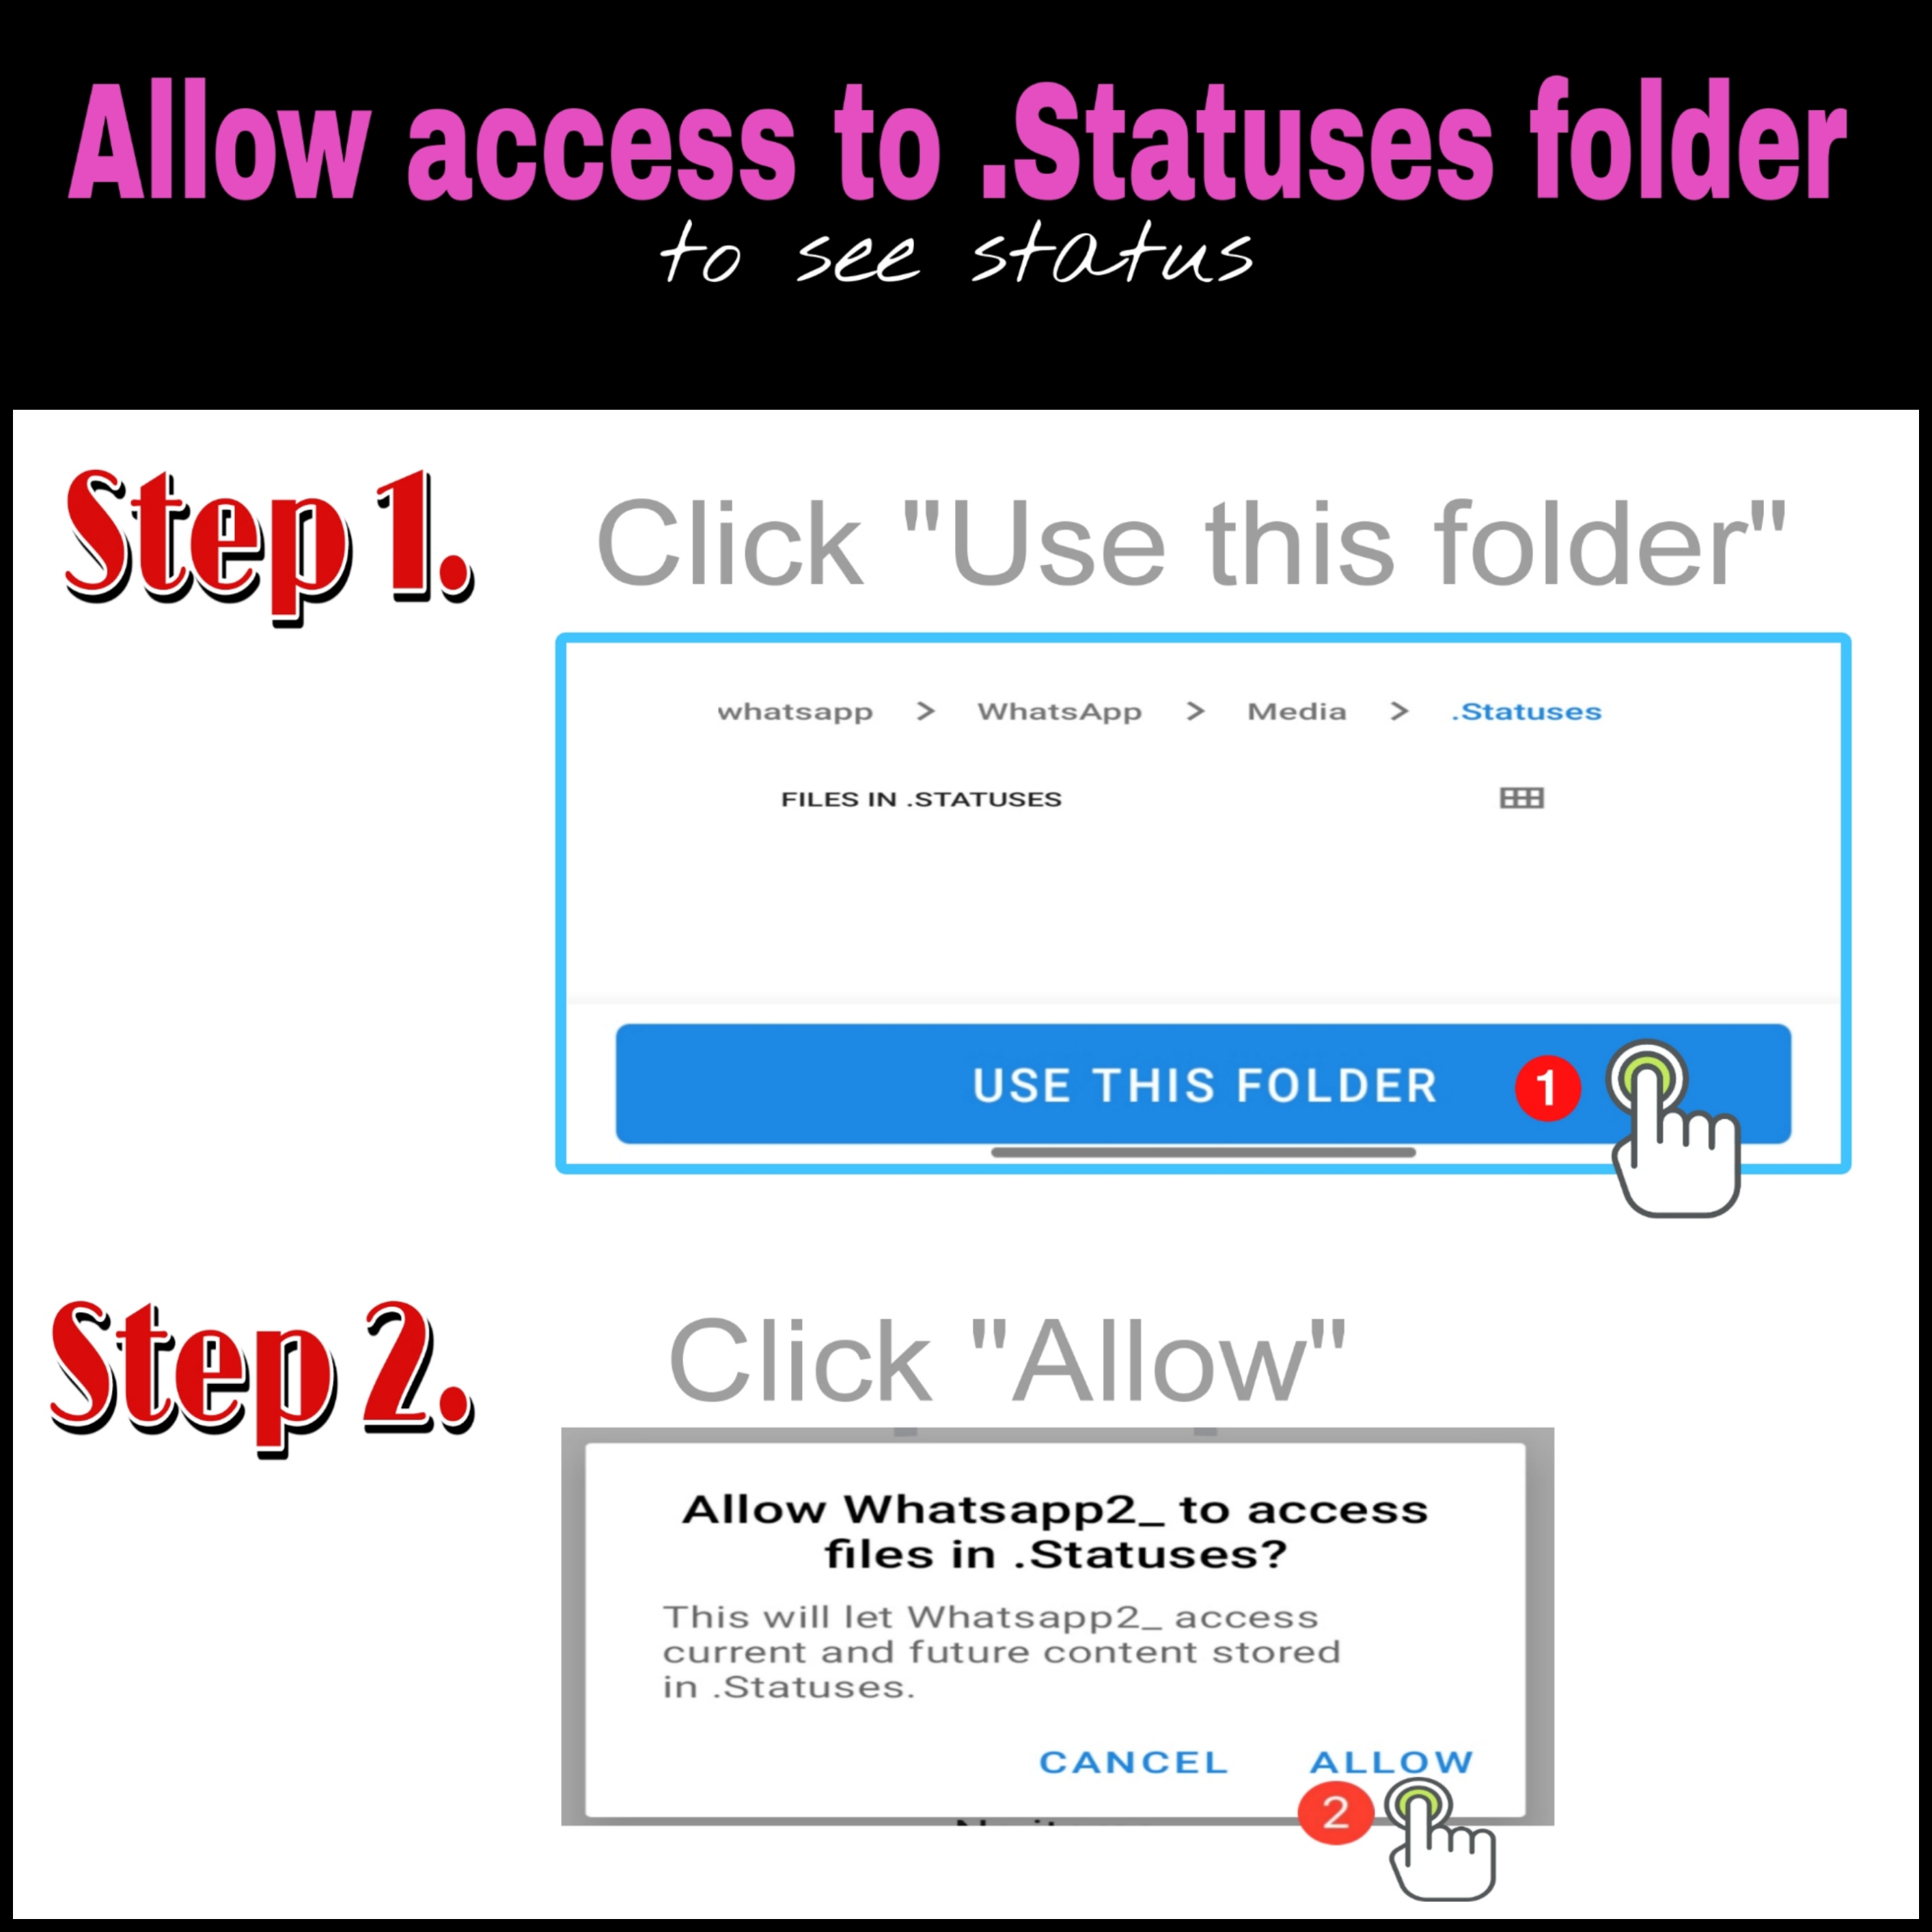 Allow access to .Statuses folder
to see status
Step 1.
Click "Use this folder"
whatsapp > WhatsApp > Media > .Statuses
FILES IN .STATUSES
USE THIS FOLDER 1
Step 2.
Click "Allow"
Allow Whatsapp2_ to access
files in .Statuses?
This will let Whatsapp2_ access
current and future content stored
in .Statuses.
CANCEL ALLOW
2